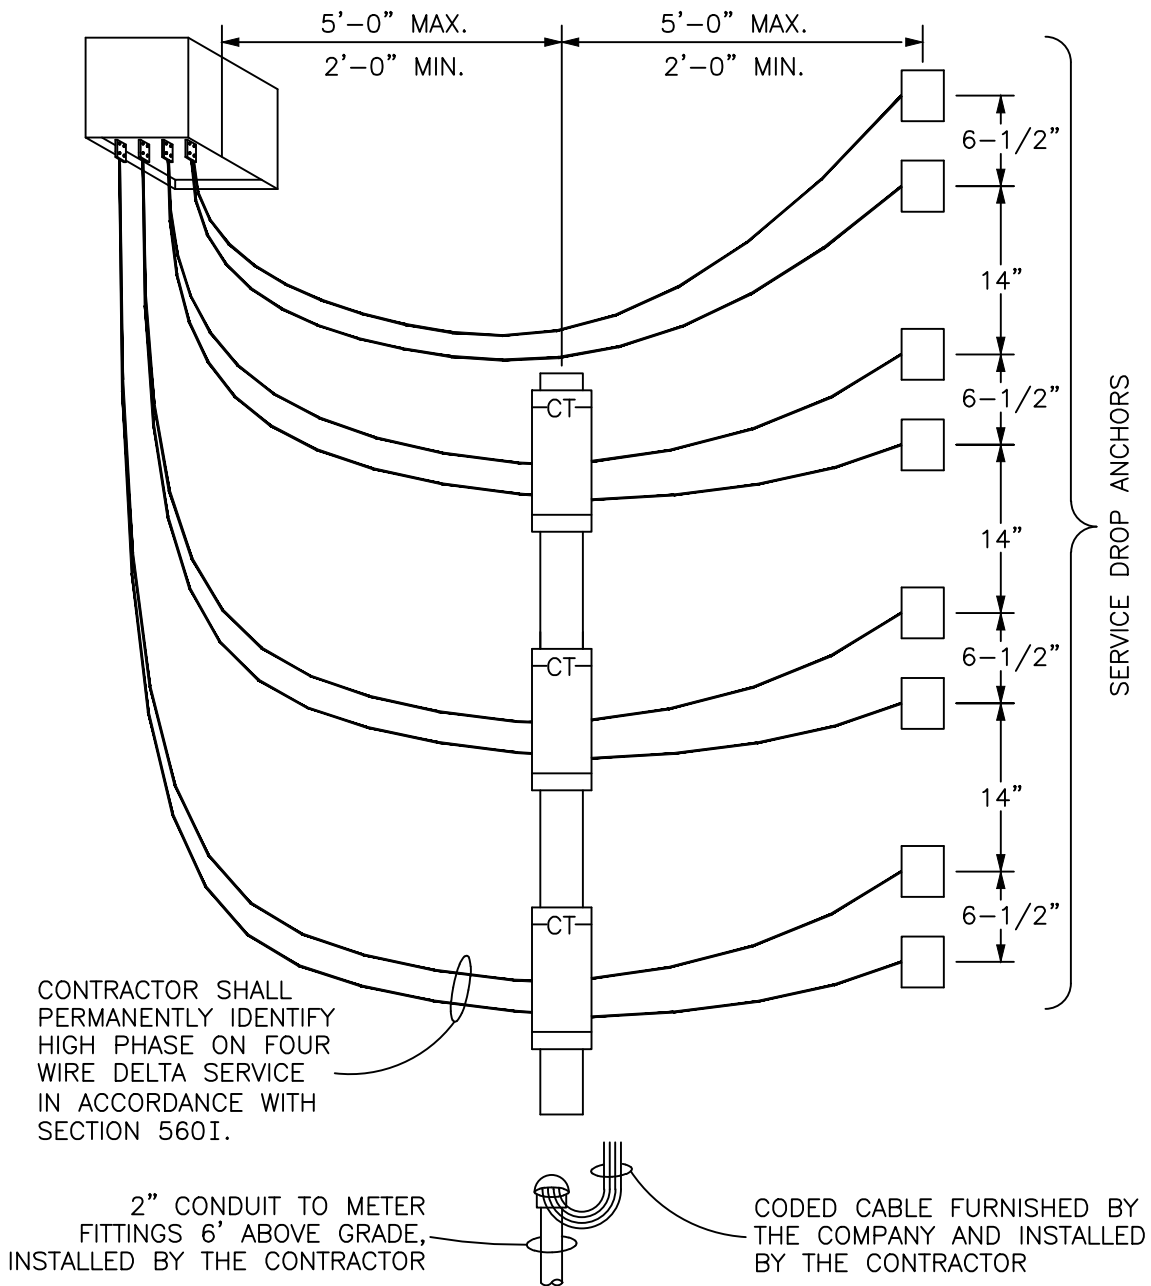 5'-0" MAX.
5'-0" MAX.
2'-0" MIN.
2'-0" MIN.
6-1/2"
14"
6-1/2"
CT
14"
6-1/2"
CT
14"
6-1/2"
CT
SERVICE DROP ANCHORS
CONTRACTOR SHALL
PERMANENTLY IDENTIFY
HIGH PHASE ON FOUR
WIRE DELTA SERVICE
IN ACCORDANCE WITH
SECTION 560I.
2" CONDUIT TO METER
FITTINGS 6' ABOVE GRADE,
INSTALLED BY THE CONTRACTOR
CODED CABLE FURNISHED BY
THE COMPANY AND INSTALLED
BY THE CONTRACTOR